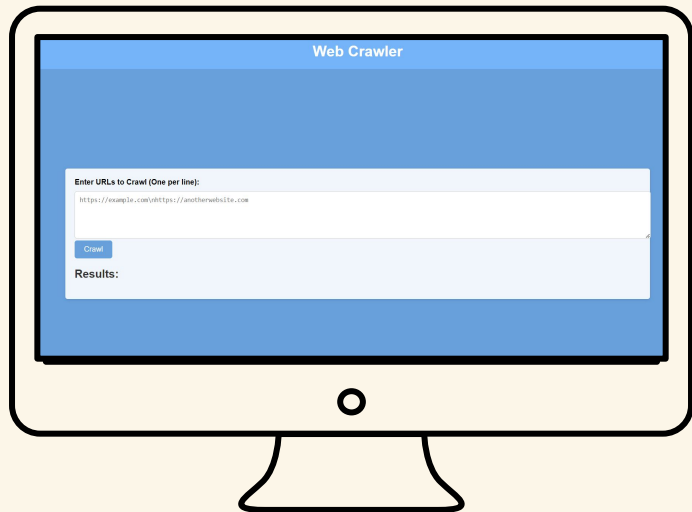 Web Crawler
Enter URLs to Crawl (One per line):
https://example.com\nhttps://anotherwebsite.com
Crawl
Results: